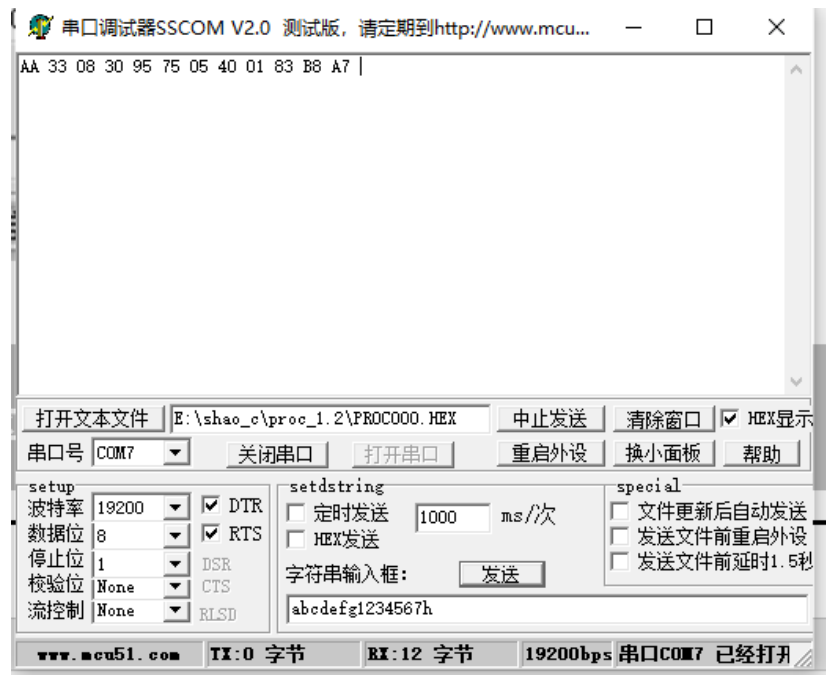 串口调试器SSCOM V2.0 测试版，请定期到http://www.mcu...
AA 33 08 30 95 75 05 40 01 83 B8 A7
打开文本文件 E:\shao_c\proc_1.2\PROC000.HEX 中止发送 清除窗口 HEX显示
串口号 COM7 关闭串口 打开串口 重启外设 换小面板 帮助
setup setdstring special
波特率 19200 DTR 定时发送 1000 ms/次 文件更新后自动发送
数据位 8 RTS HEX发送 发送文件前重启外设
停止位 1 DSR 字符串输入框： 发送 发送文件前延时1.5秒
校验位 None CTS
流控制 None RLSD abcdefg1234567h
www.mcu51.com TX:0 字节 RX:12 字节 19200bps 串口COM7 已经打开